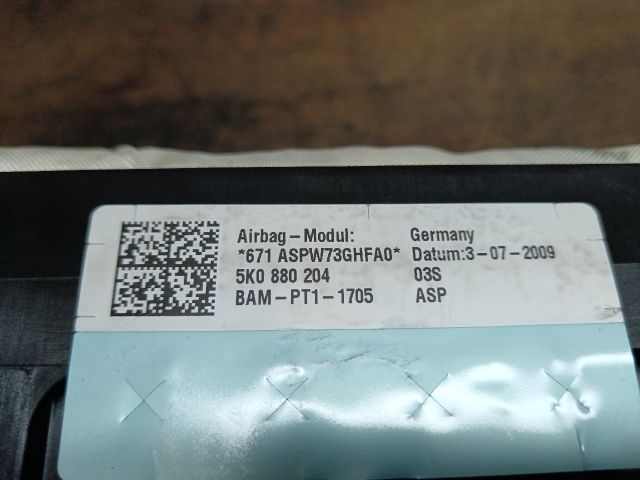 Airbag-Modul: Germany
*671 ASPW73GHFA0* Datum:3-07-2009
5K0 880 204 03S
BAM-PT1-1705 ASP